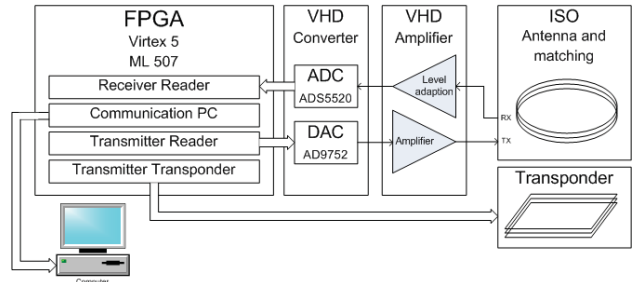 FPGA
Virtex 5
ML 507
Receiver Reader
Communication PC
Transmitter Reader
Transmitter Transponder
VHD
Converter
ADC
ADS5520
DAC
AD9752
VHD
Amplifier
Level
adaption
Amplifier
ISO
Antenna and
matching
RX
TX
Transponder
Computer